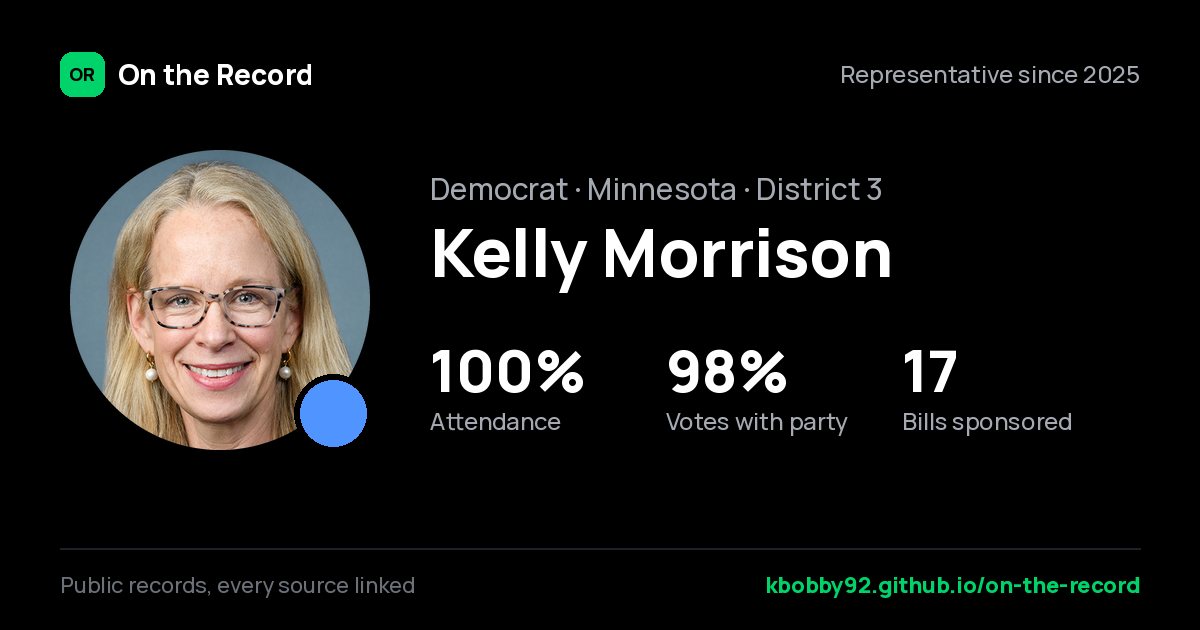 OR On the Record
Representative since 2025
Democrat · Minnesota · District 3
Kelly Morrison
100% 98% 17
Attendance Votes with party Bills sponsored
Public records, every source linked
kbobby92.github.io/on-the-record